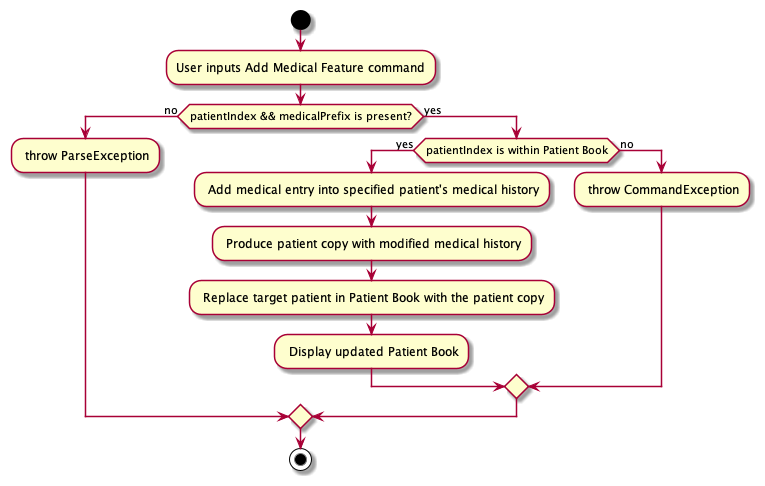 User inputs Add Medical Feature command
no
patientIndex && medicalPrefix is present?
yes
throw ParseException
yes
patientIndex is within Patient Book
no
Add medical entry into specified patient's medical history
throw CommandException
Produce patient copy with modified medical history
Replace target patient in Patient Book with the patient copy
Display updated Patient Book